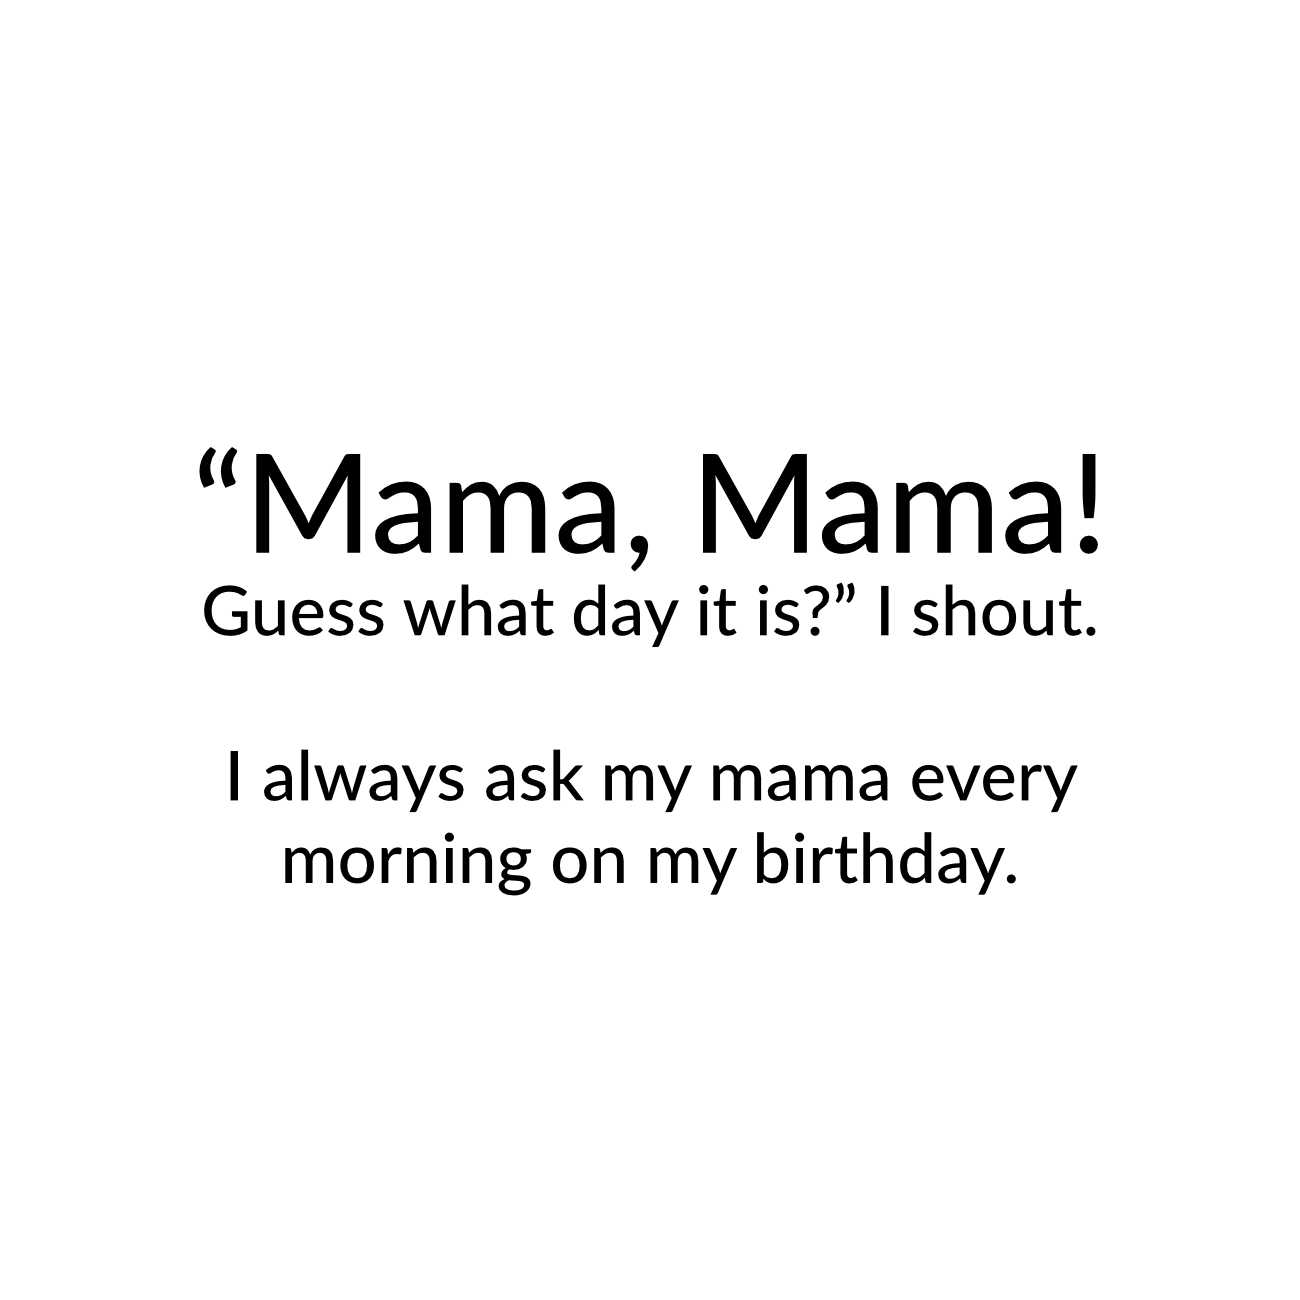 “Mama, Mama!
Guess what day it is?” I shout.
I always ask my mama every
morning on my birthday.